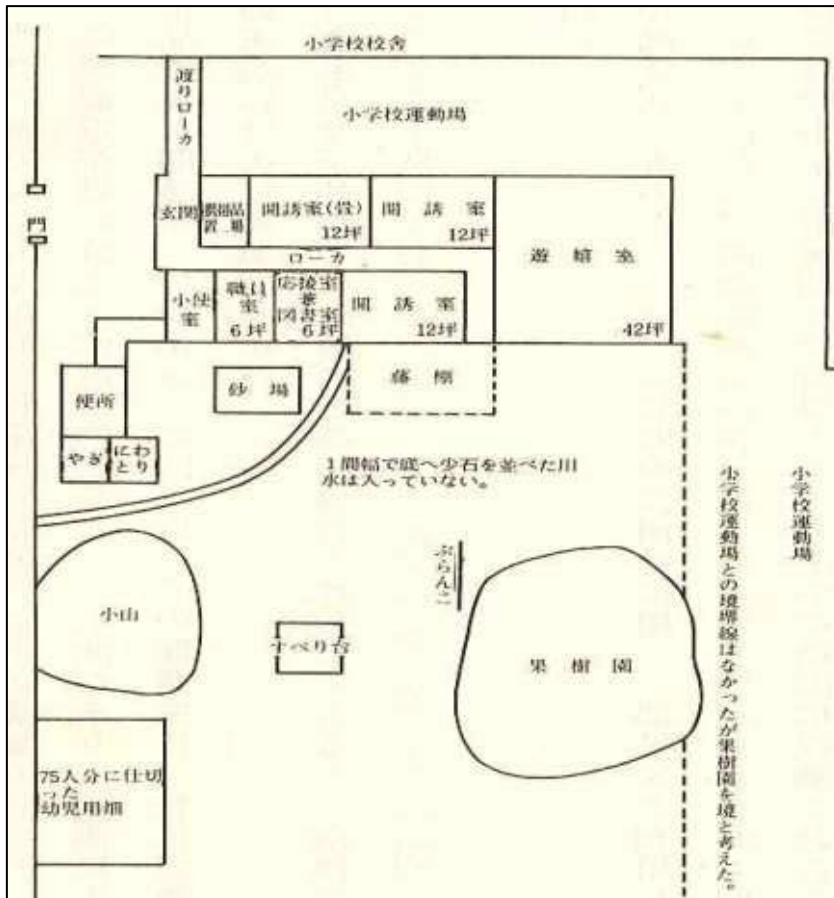 小学校校舎
渡りローカ
小学校運動場
門
玄関
置場
開誘室(畳)
12坪
開誘室
12坪
遊嬉室
42坪
ローカ
小使
室
職員
室
6坪
応接室
兼
図書室
6坪
開誘室
12坪
藤棚
便所
砂場
やぎ
にわ
とり
1間幅で底へ少石を並べた川
水は入っていない。
小学校運動場
小学校運動場との境堺線はなかったが果樹園を境と考えた。
ぶらんこ
小山
すべり台
果樹園
75人分に仕切
った
幼児用畑